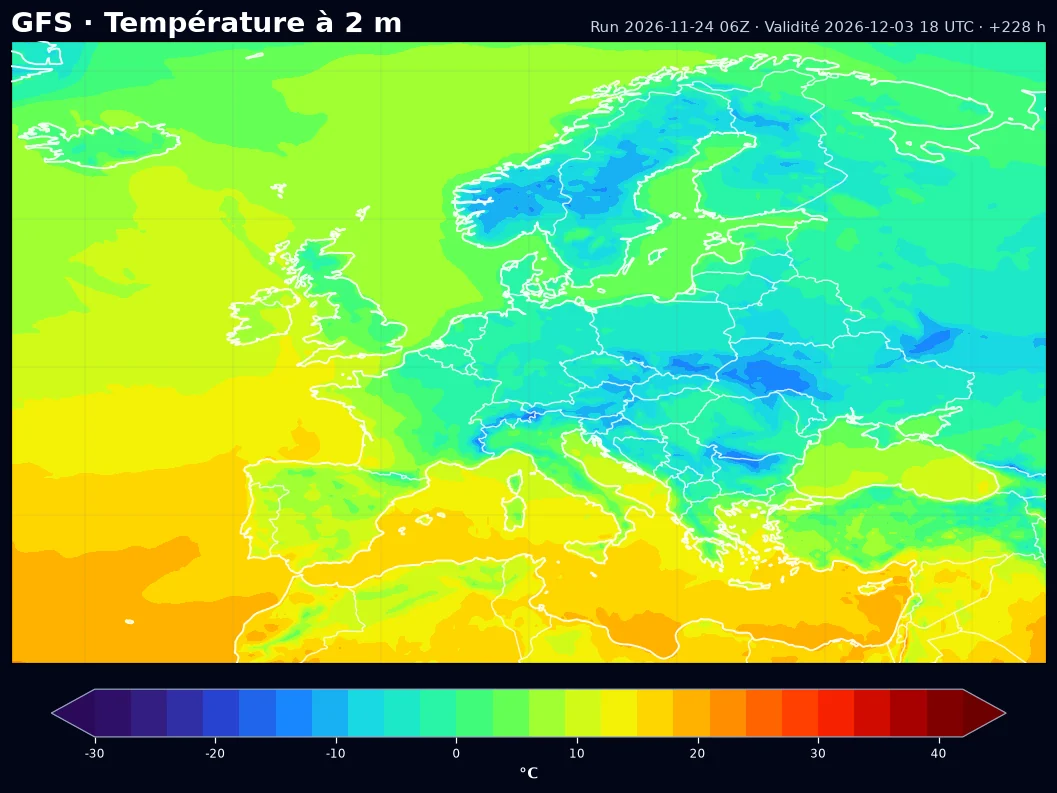 GFS · Température à 2 m
Run 2026-11-24 06Z · Validité 2026-12-03 18 UTC · +228 h
-30 -20 -10 0 10 20 30 40
°C